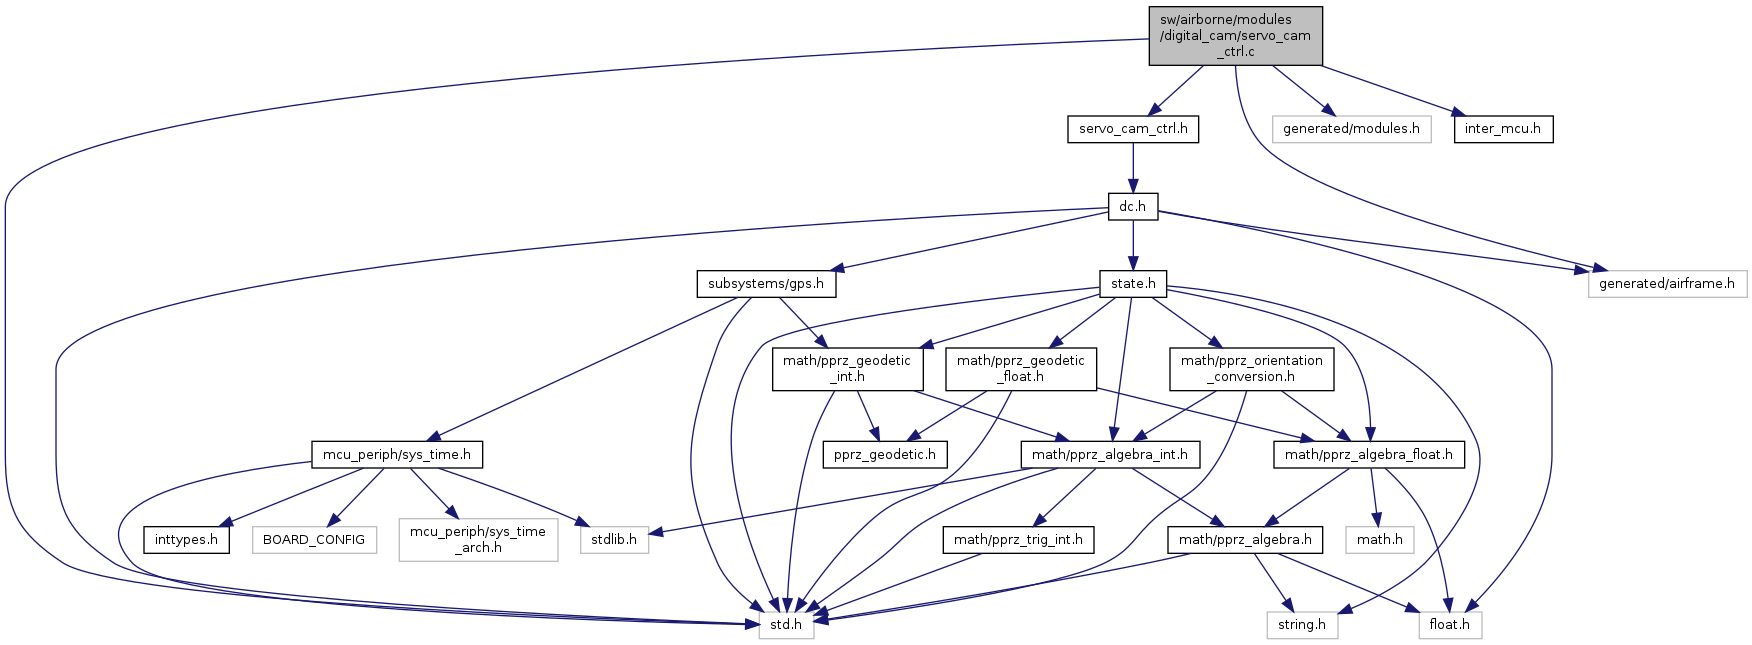 sw/airborne/modules
/digital_cam/servo_cam
_ctrl.c
servo_cam_ctrl.h
generated/modules.h
inter_mcu.h
dc.h
subsystems/gps.h
state.h
generated/airframe.h
math/pprz_geodetic
_int.h
math/pprz_geodetic
_float.h
math/pprz_orientation
_conversion.h
mcu_periph/sys_time.h
pprz_geodetic.h
math/pprz_algebra_int.h
math/pprz_algebra_float.h
inttypes.h
BOARD_CONFIG
mcu_periph/sys_time
_arch.h
stdlib.h
math/pprz_trig_int.h
math/pprz_algebra.h
math.h
std.h
string.h
float.h